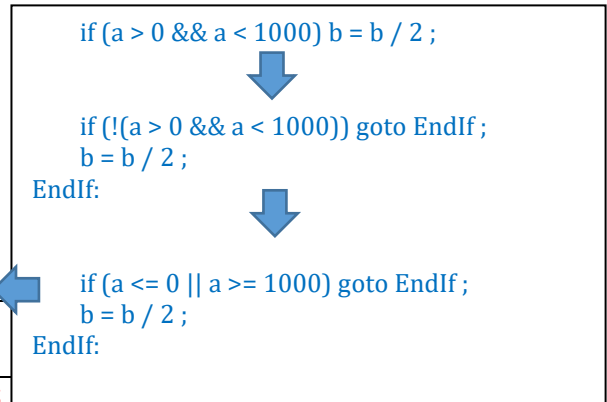 if (a > 0 && a < 1000) b = b / 2 ;
if (!(a > 0 && a < 1000)) goto EndIf ;
b = b / 2 ;
EndIf:
if (a <= 0 || a >= 1000) goto EndIf ;
b = b / 2 ;
EndIf: